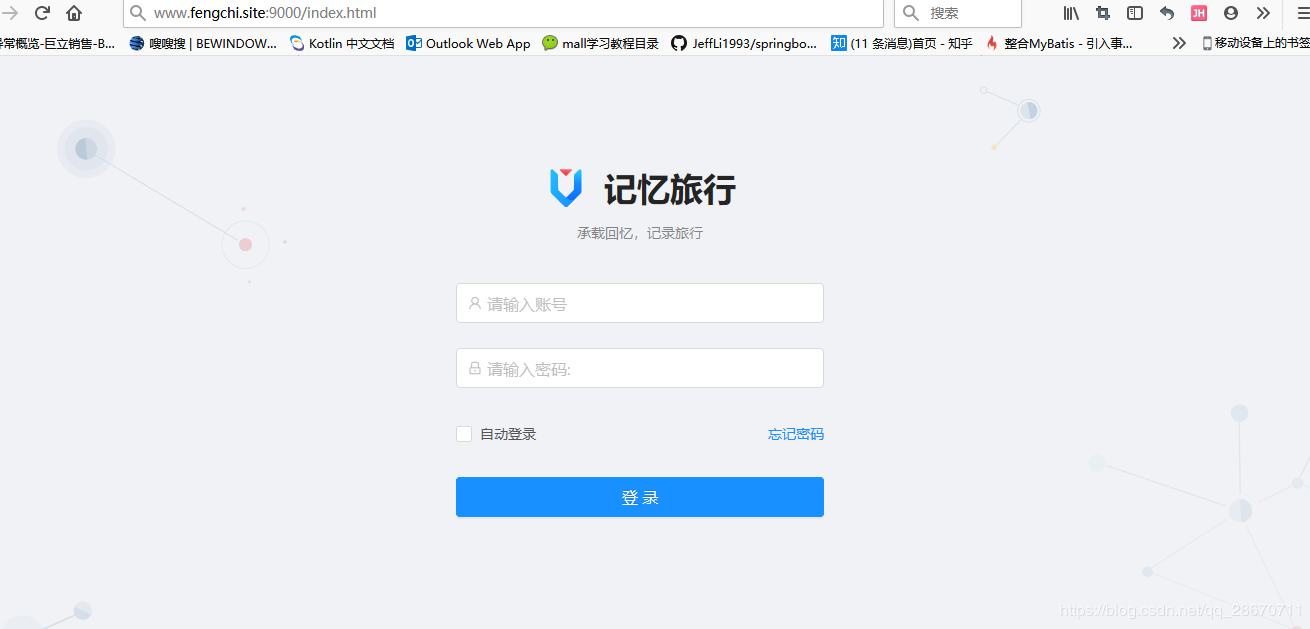 www.fengchi.site:9000/index.html
搜索
JH
常概览-巨立销售-B...
嗖嗖搜 | BEWINDOW...
Kotlin 中文文档
Outlook Web App
mall学习教程目录
JeffLi1993/springbo...
知 (11 条消息)首页 - 知乎
整合MyBatis - 引入事...
移动设备上的书签
记忆旅行
承载回忆，记录旅行
请输入账号
请输入密码:
自动登录
忘记密码
登 录
https://blog.csdn.net/qq_28670711